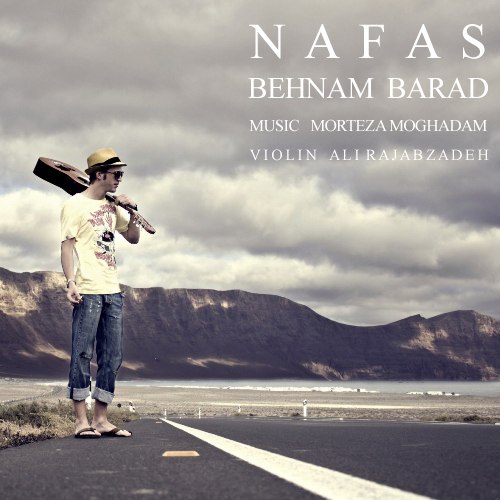 NAFAS
BEHNAM BARAD
MUSIC MORTEZA MOGHADAM
VIOLIN ALI RAJABZADEH